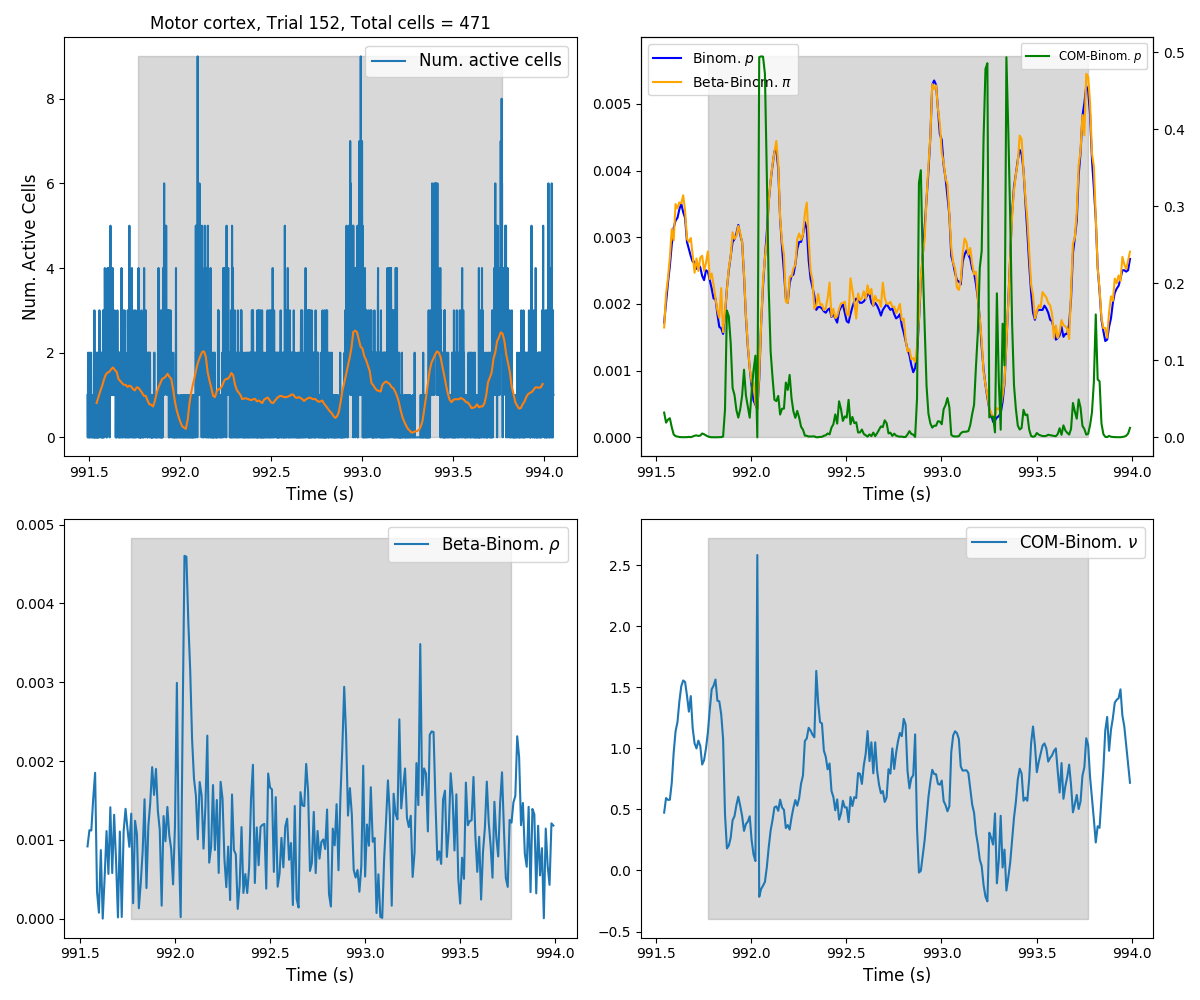 Motor cortex, Trial 152, Total cells = 471
Num. active cells
Num. Active Cells
8
6
4
2
0
991.5 992.0 992.5 993.0 993.5 994.0
Time (s)
Binom. p
Beta-Binom. π
COM-Binom. p
0.005
0.004
0.003
0.002
0.001
0.000
0.5
0.4
0.3
0.2
0.1
0.0
991.5 992.0 992.5 993.0 993.5 994.0
Time (s)
Beta-Binom. ρ
0.005
0.004
0.003
0.002
0.001
0.000
991.5 992.0 992.5 993.0 993.5 994.0
Time (s)
COM-Binom. ν
2.5
2.0
1.5
1.0
0.5
0.0
−0.5
991.5 992.0 992.5 993.0 993.5 994.0
Time (s)